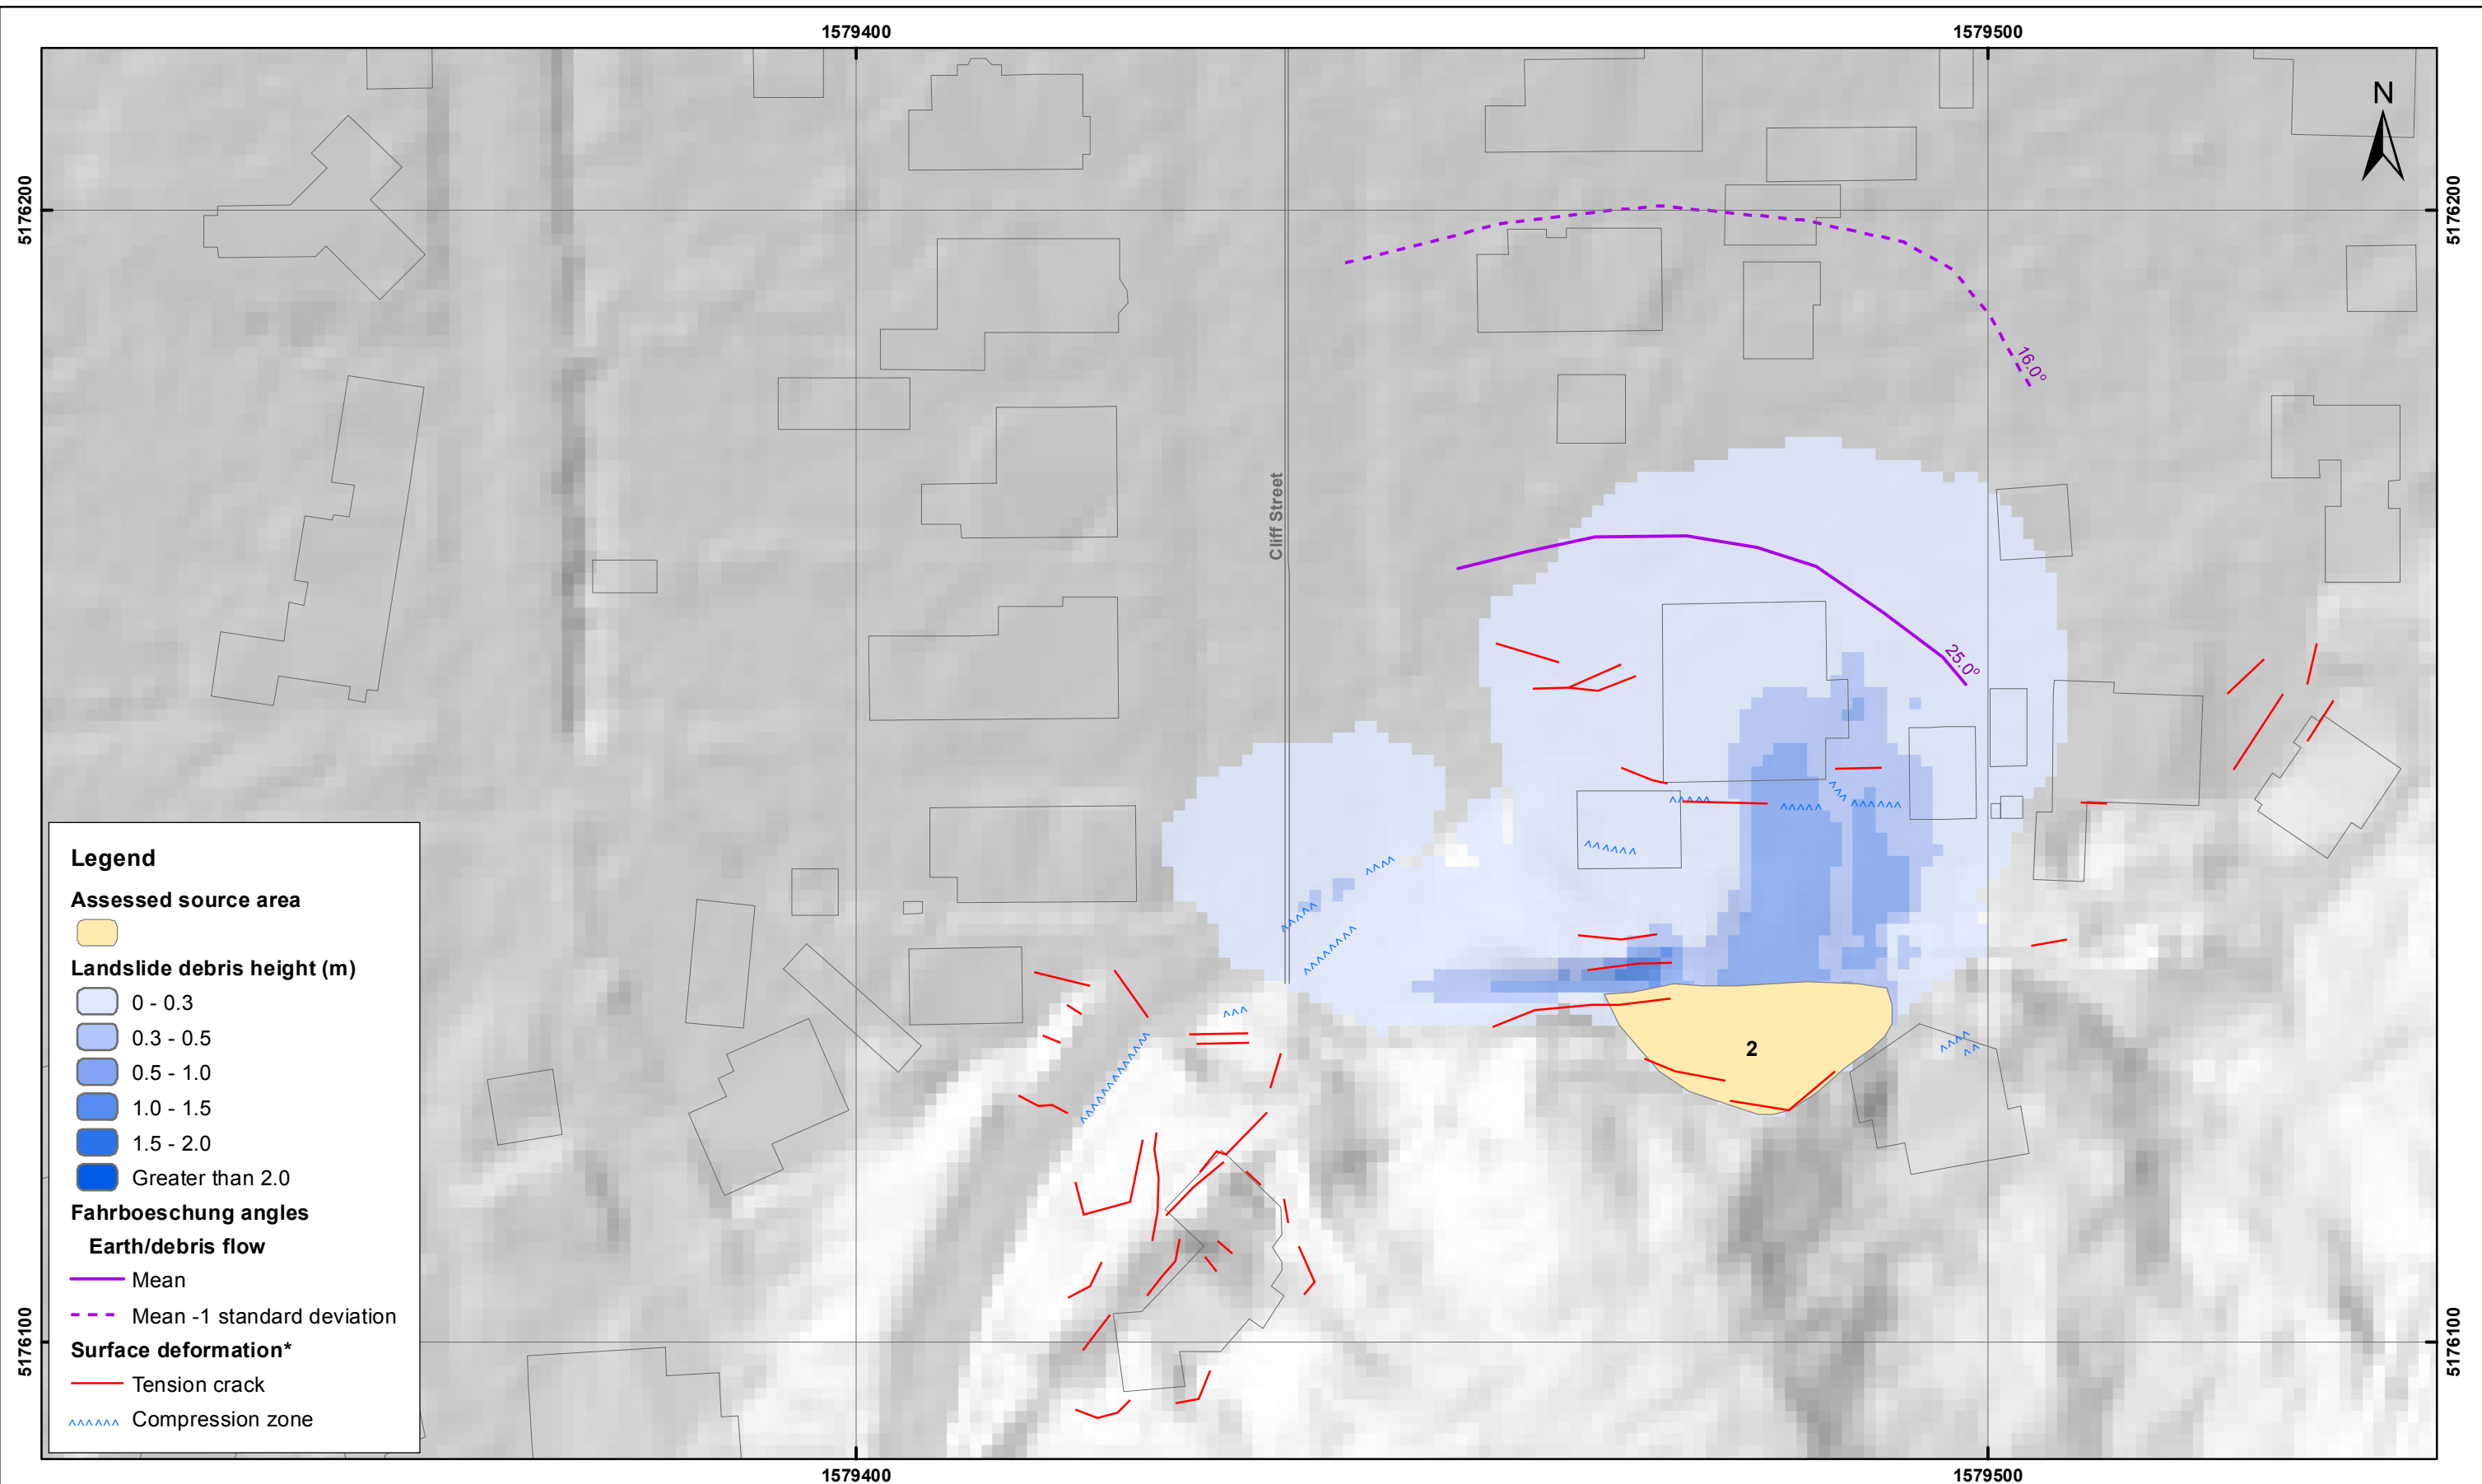 1579400
1579500
N
5176200
5176200
16.0°
Cliff Street
25.0°
2
Legend
Assessed source area
Landslide debris height (m)
0 - 0.3
0.3 - 0.5
0.5 - 1.0
1.0 - 1.5
1.5 - 2.0
Greater than 2.0
Fahrboeschung angles
Earth/debris flow
Mean
Mean -1 standard deviation
Surface deformation*
Tension crack
Compression zone
5176100
5176100
1579400
1579500